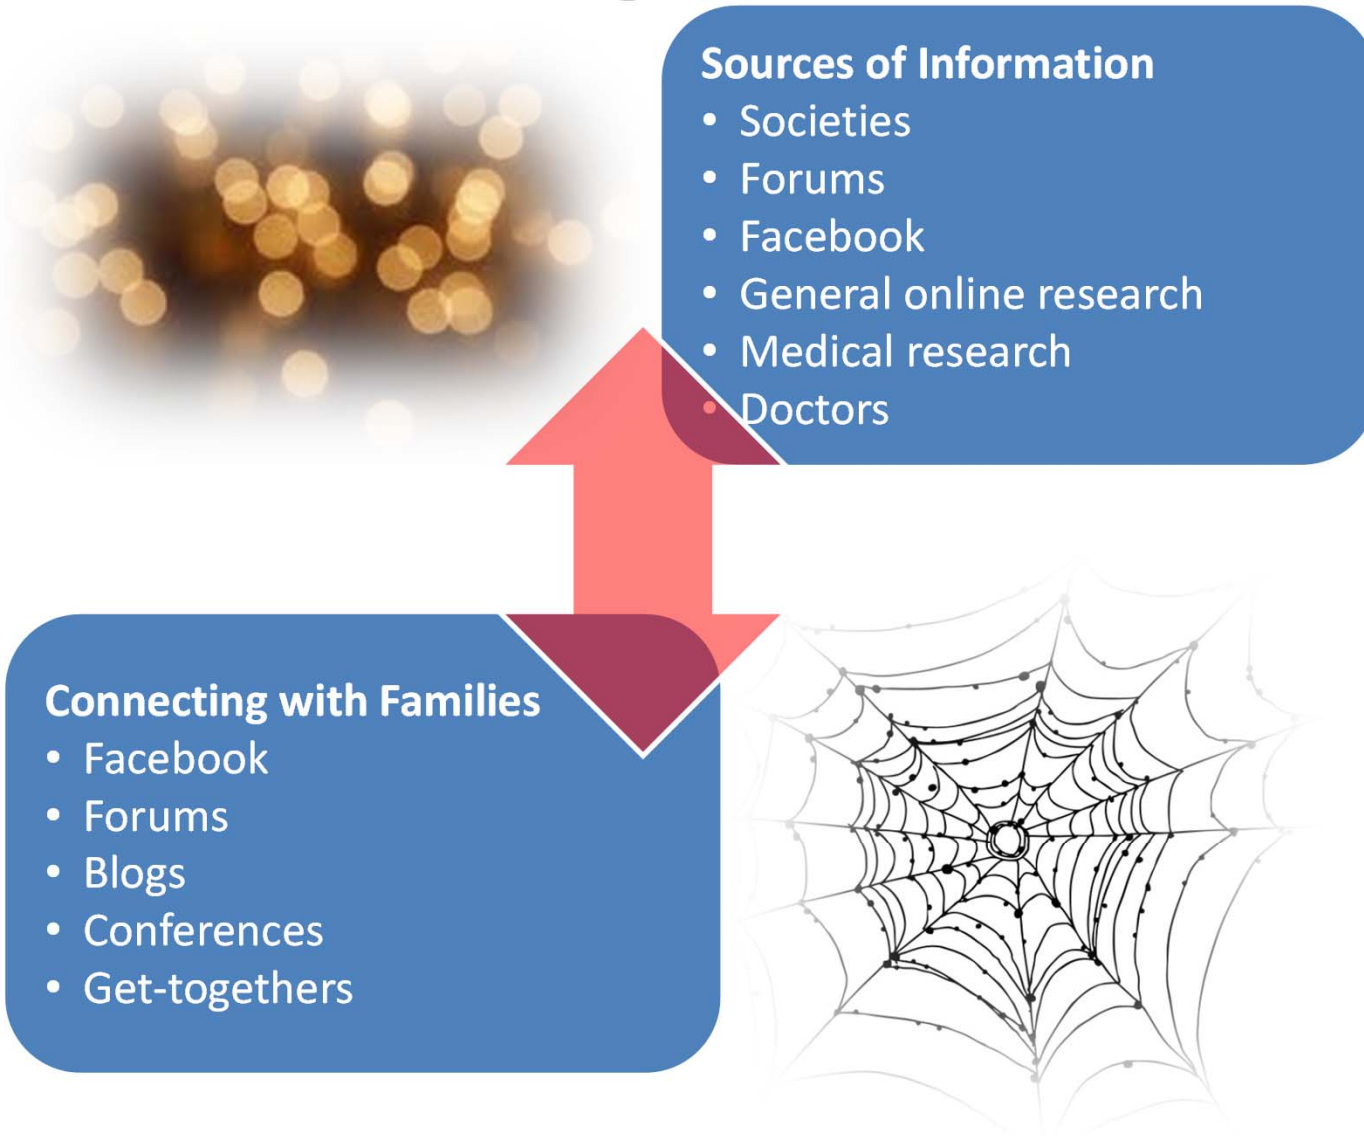 Sources of Information
• Societies
• Forums
• Facebook
• General online research
• Medical research
• Doctors
Connecting with Families
• Facebook
• Forums
• Blogs
• Conferences
• Get-togethers